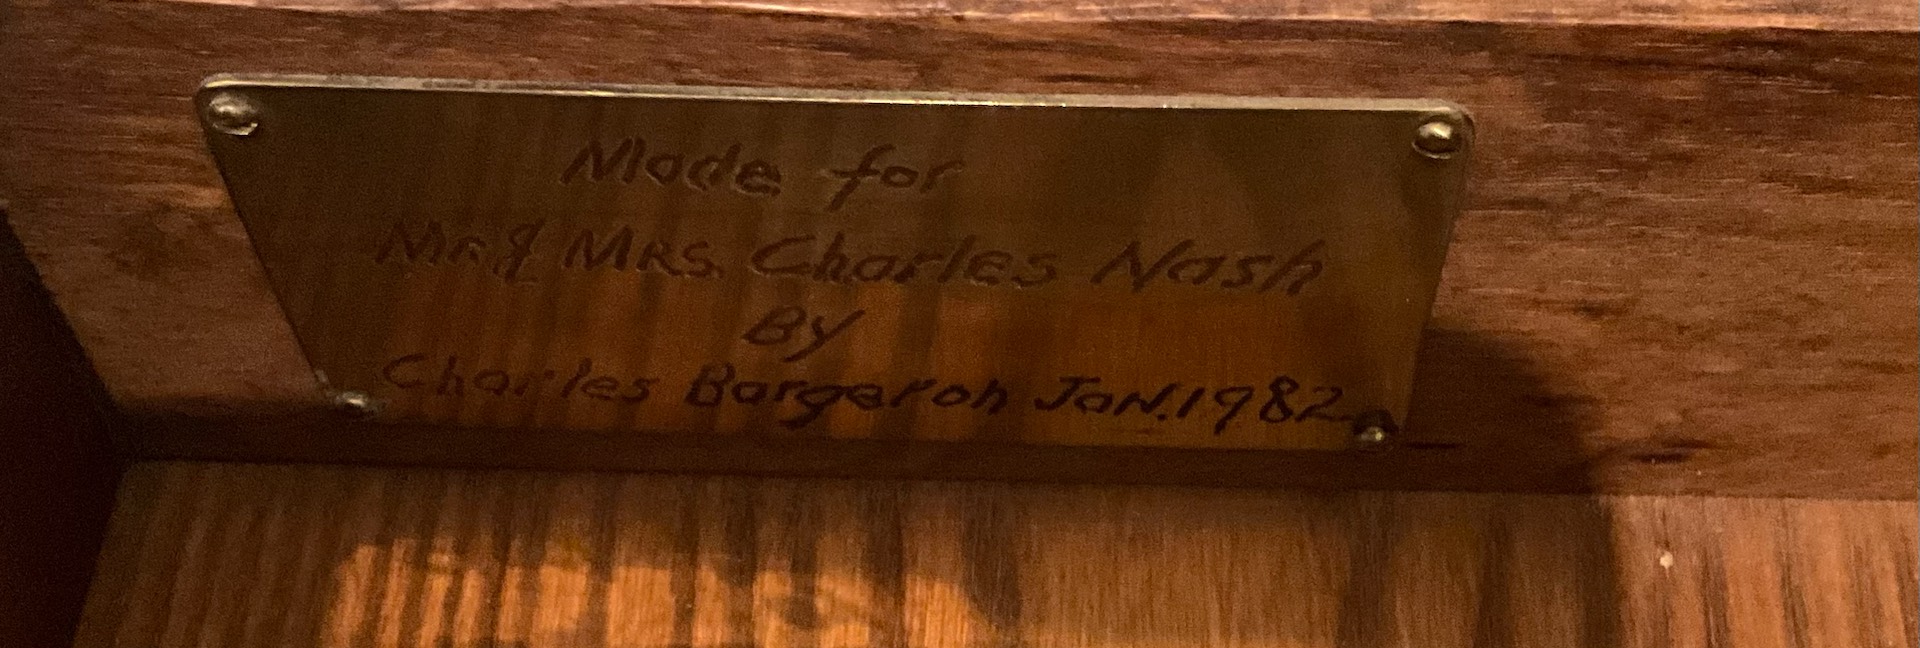 Made for
Mr & MRS. Charles Nash
By
Charles Bargeron JAN. 1982